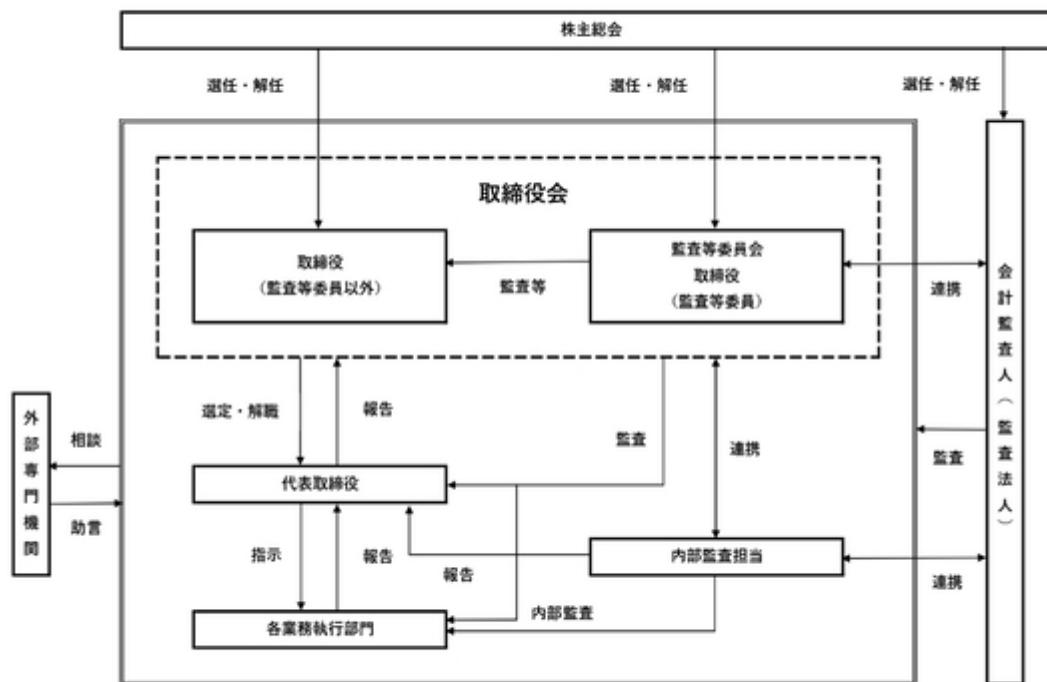 株主総会
選任・解任
選任・解任
選任・解任
取締役会
取締役
（監査等委員以外）
監査等
監査等委員会
取締役
（監査等委員）
連携
会計監査人（監査法人）
選定・解職
報告
監査
連携
監査
外部専門機関
相談
助言
代表取締役
指示
報告
報告
内部監査担当
連携
内部監査
各業務執行部門